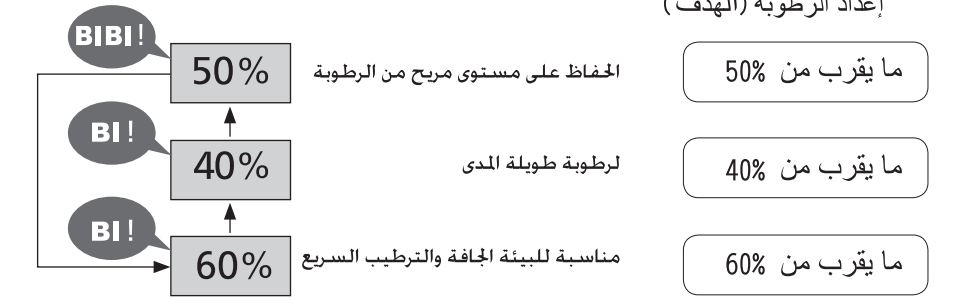 إعداد الرطوبة (الهدف)
ما يقرب من 50%
الحفاظ على مستوى مريح من الرطوبة
50%
BIBI!
ما يقرب من 40%
لرطوبة طويلة المدى
40%
BI!
ما يقرب من 60%
مناسبة للبيئة الجافة والترطيب السريع
60%
BI!